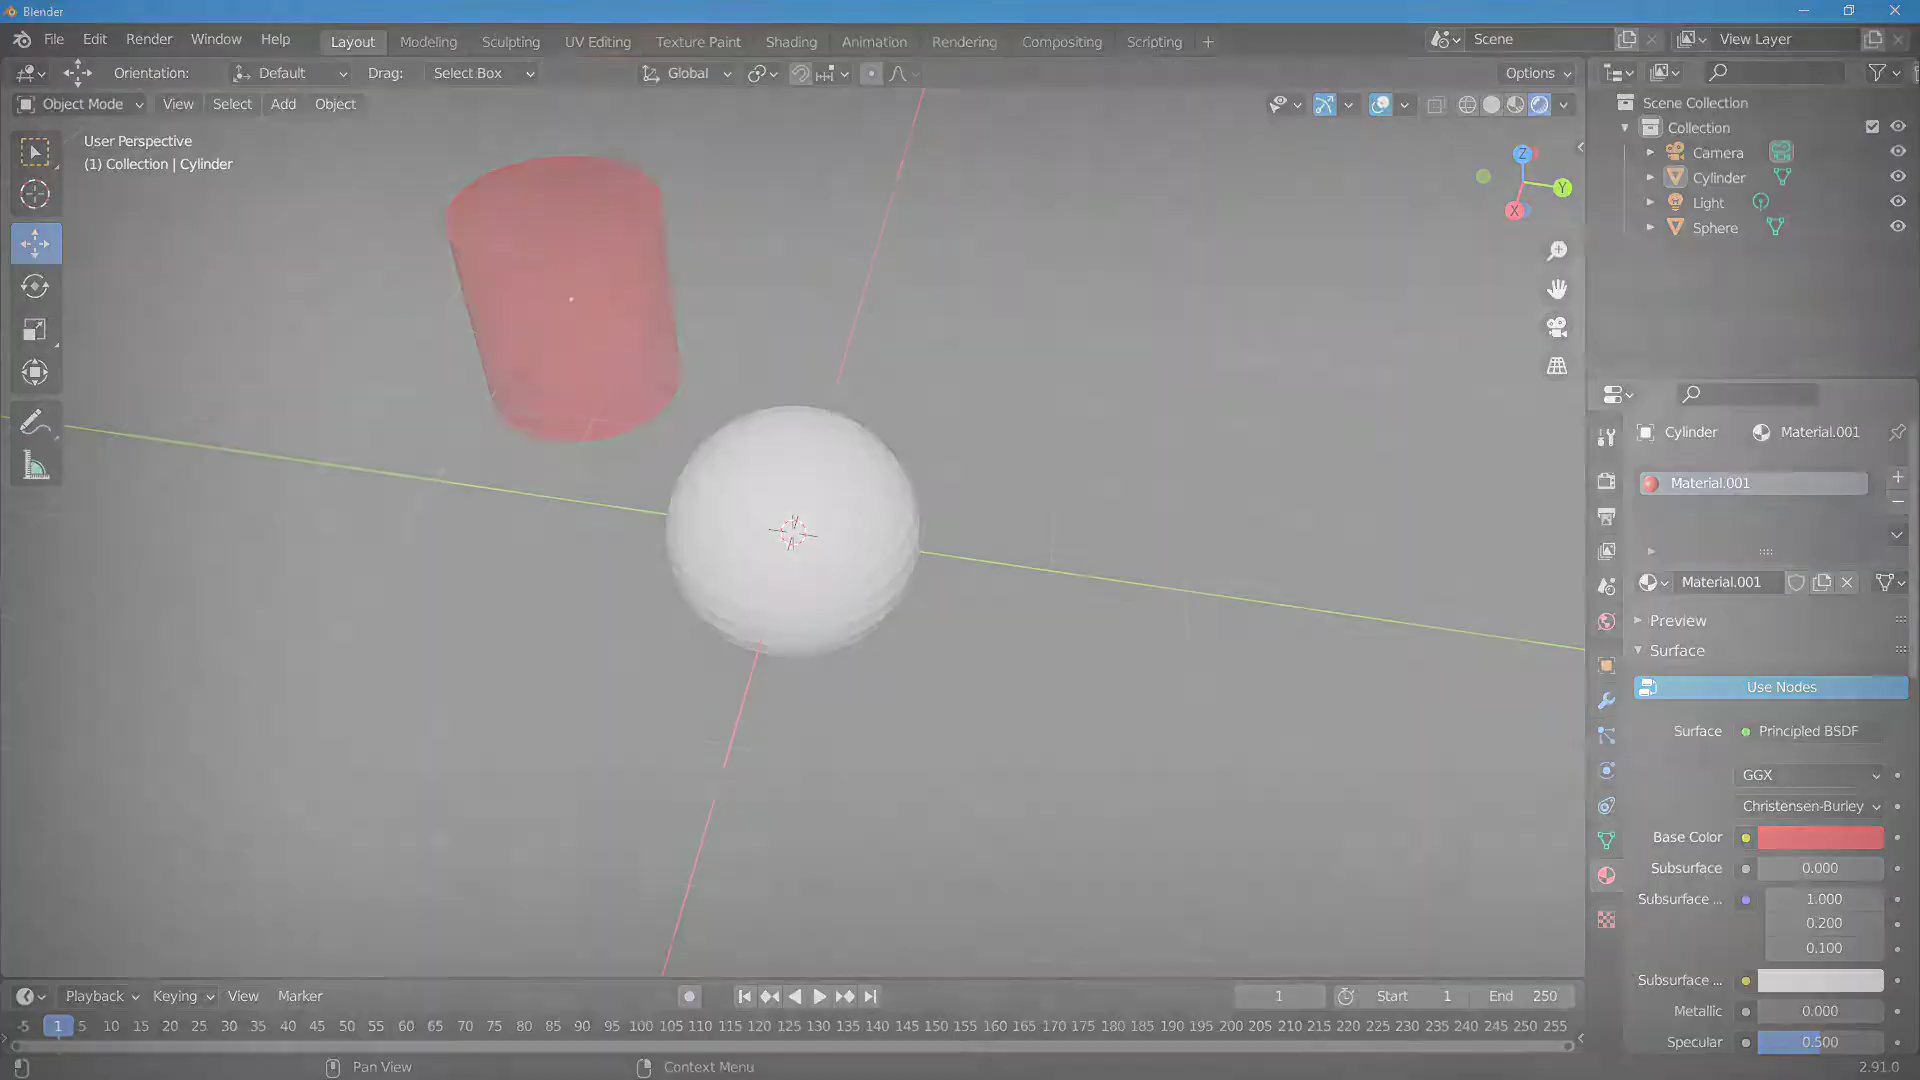 Blender
File Edit Render Window Help Layout Modeling Sculpting UV Editing Texture Paint Shading Animation Rendering Compositing Scripting + Scene View Layer
Orientation: Default Drag: Select Box Global Options
Object Mode View Select Add Object
User Perspective
(1) Collection | Cylinder
Z
Y
X
Scene Collection
Collection
Camera
Cylinder
Light
Sphere
Cylinder Material.001
Material.001
Material.001
Preview
Surface
Use Nodes
Surface Principled BSDF
GGX
Christensen-Burley
Base Color
Subsurface 0.000
Subsurface ... 1.000
0.200
0.100
Subsurface ...
Metallic 0.000
Specular 0.500
Playback Keying View Marker 1 Start 1 End 250
-5 1 5 10 15 20 25 30 35 40 45 50 55 60 65 70 75 80 85 90 95 100 105 110 115 120 125 130 135 140 145 150 155 160 165 170 175 180 185 190 195 200 205 210 215 220 225 230 235 240 245 250 255
Pan View Context Menu 2.91.0